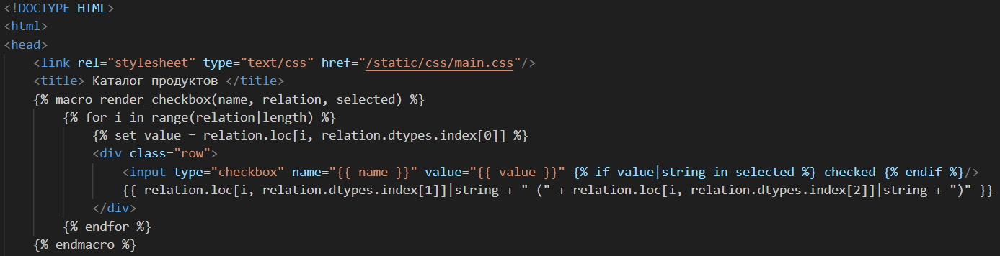 <!DOCTYPE HTML>
<html>
<head>
    <link rel="stylesheet" type="text/css" href="/static/css/main.css"/>
    <title> Каталог продуктов </title>
    {% macro render_checkbox(name, relation, selected) %}
        {% for i in range(relation|length) %}
            {% set value = relation.loc[i, relation.dtypes.index[0]] %}
            <div class="row">
                <input type="checkbox" name="{{ name }}" value="{{ value }}" {% if value|string in selected %} checked {% endif %}/>
                {{ relation.loc[i, relation.dtypes.index[1]]|string + " (" + relation.loc[i, relation.dtypes.index[2]]|string + ")" }}
            </div>
        {% endfor %}
    {% endmacro %}